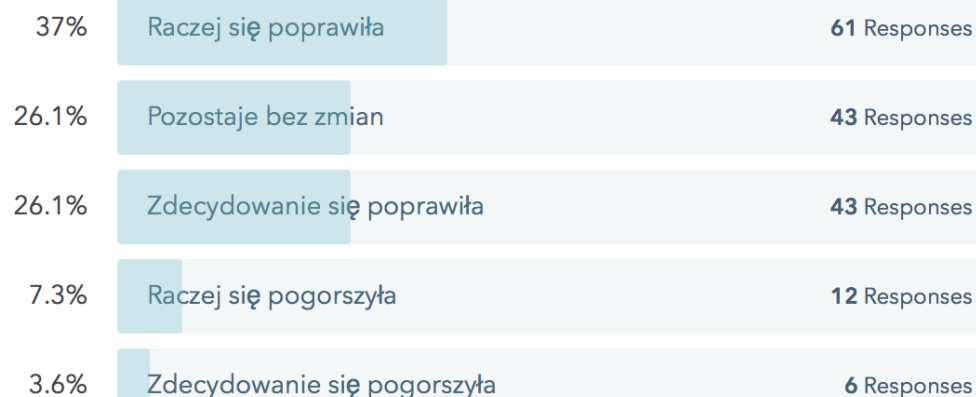 37% Raczej się poprawiła 61 Responses
26.1% Pozostaje bez zmian 43 Responses
26.1% Zdecydowanie się poprawiła 43 Responses
7.3% Raczej się pogorszyła 12 Responses
3.6% Zdecydowanie się pogorszyła 6 Responses